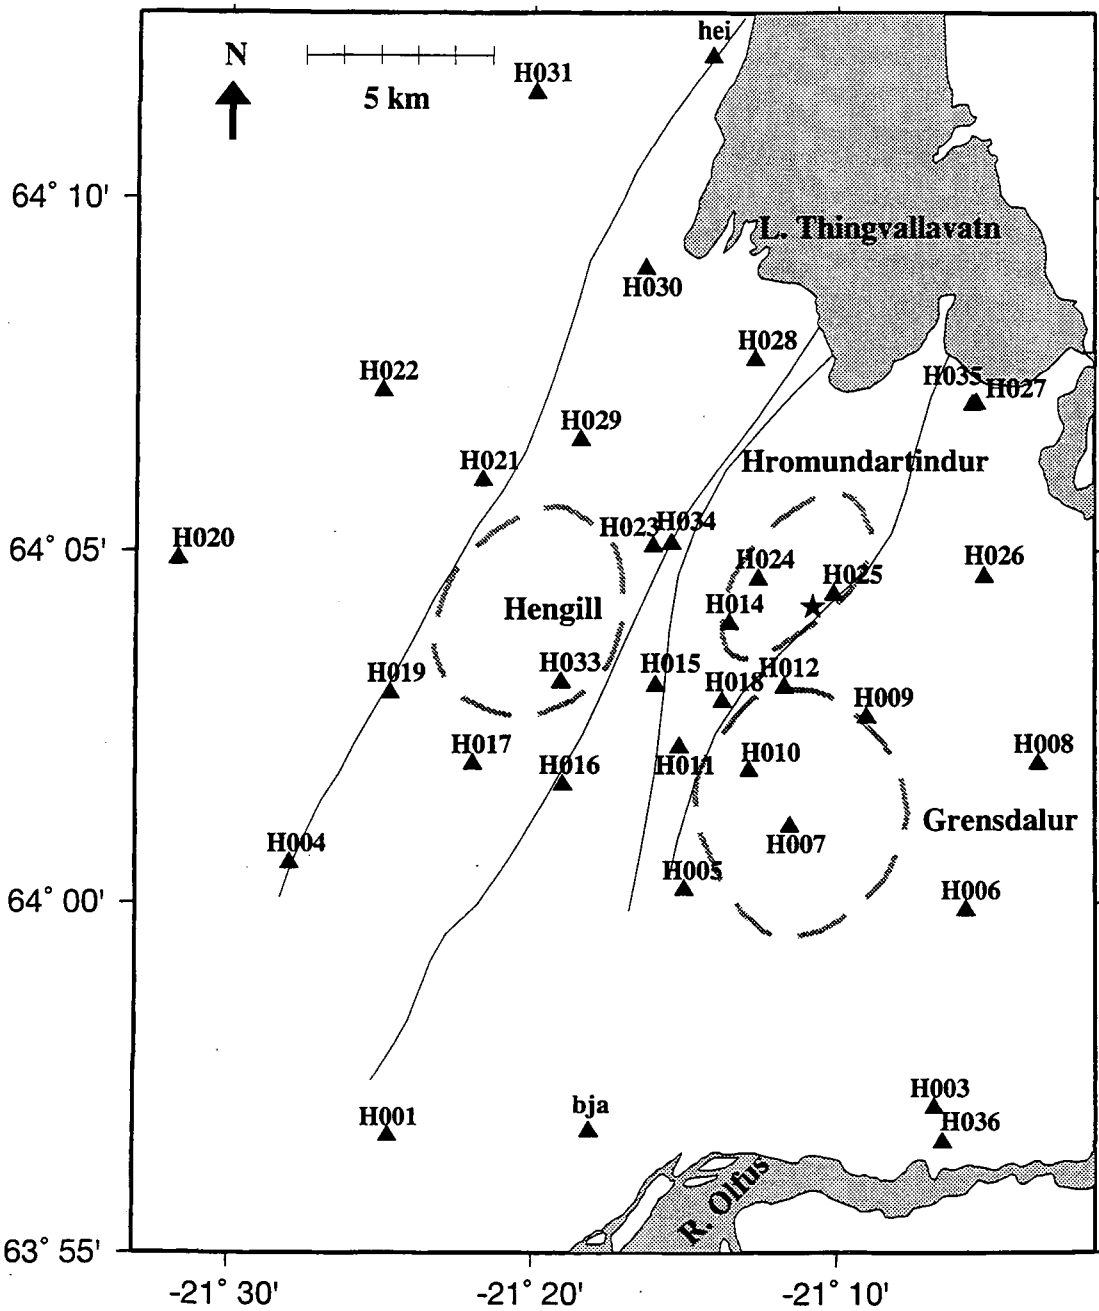 hei
N
H031
5 km
64° 10'
L. Thingvallavatn
H030
H028
H022
H035
H027
H029
Hromundartindur
H021
H023
H034
H020
64° 05'
H024
H026
H025
Hengill
H014
H033
H015
H012
H019
H018
H009
H017
H016
H011
H010
H008
Grensdalur
H004
H007
H005
64° 00'
H006
H003
bja
H001
H036
R. Olfus
63° 55'
-21° 30'
-21° 20'
-21° 10'